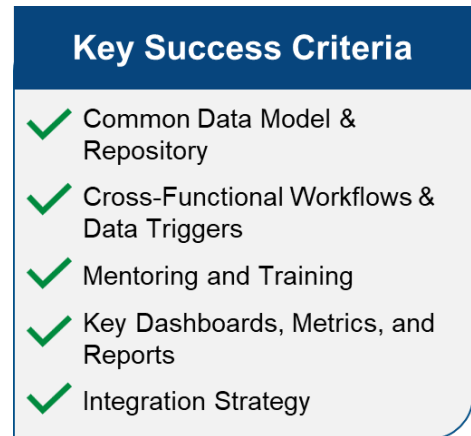 Key Success Criteria
Common Data Model &
Repository
Cross-Functional Workflows &
Data Triggers
Mentoring and Training
Key Dashboards, Metrics, and
Reports
Integration Strategy